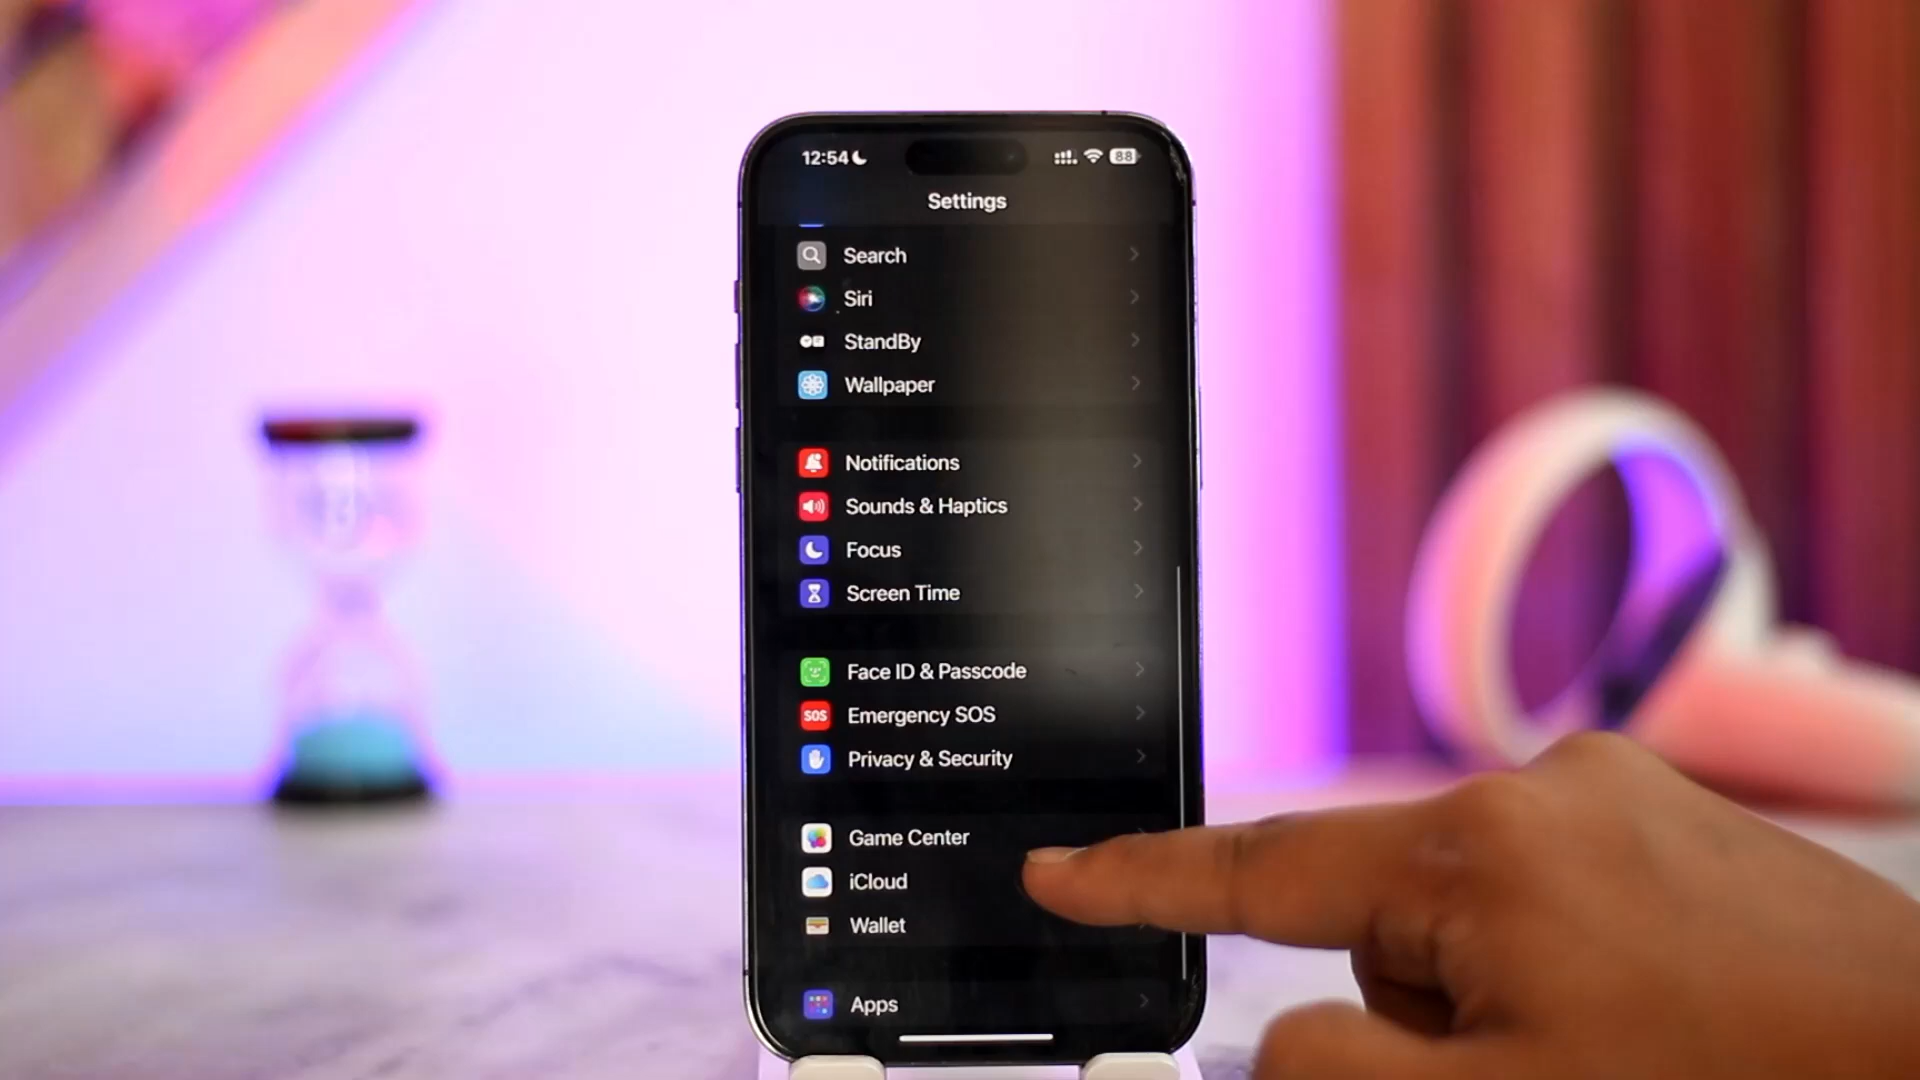 12:54
88
Settings
Search
Siri
StandBy
Wallpaper
Notifications
Sounds & Haptics
Focus
Screen Time
Face ID & Passcode
SOS
Emergency SOS
Privacy & Security
Game Center
iCloud
Wallet
Apps